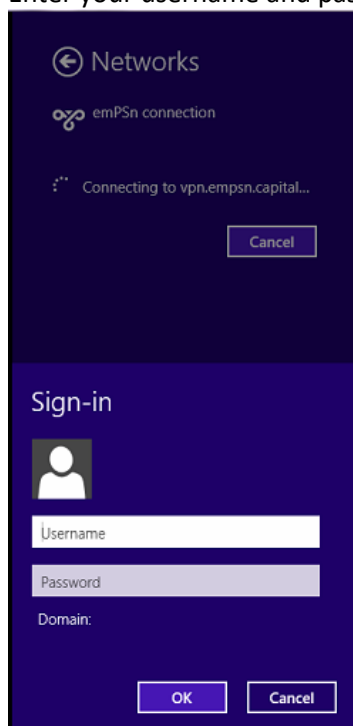 Enter your username and pas
Networks
emPSn connection
Connecting to vpn.empsn.capital...
Cancel
Sign-in
Username
Password
Domain:
OK Cancel